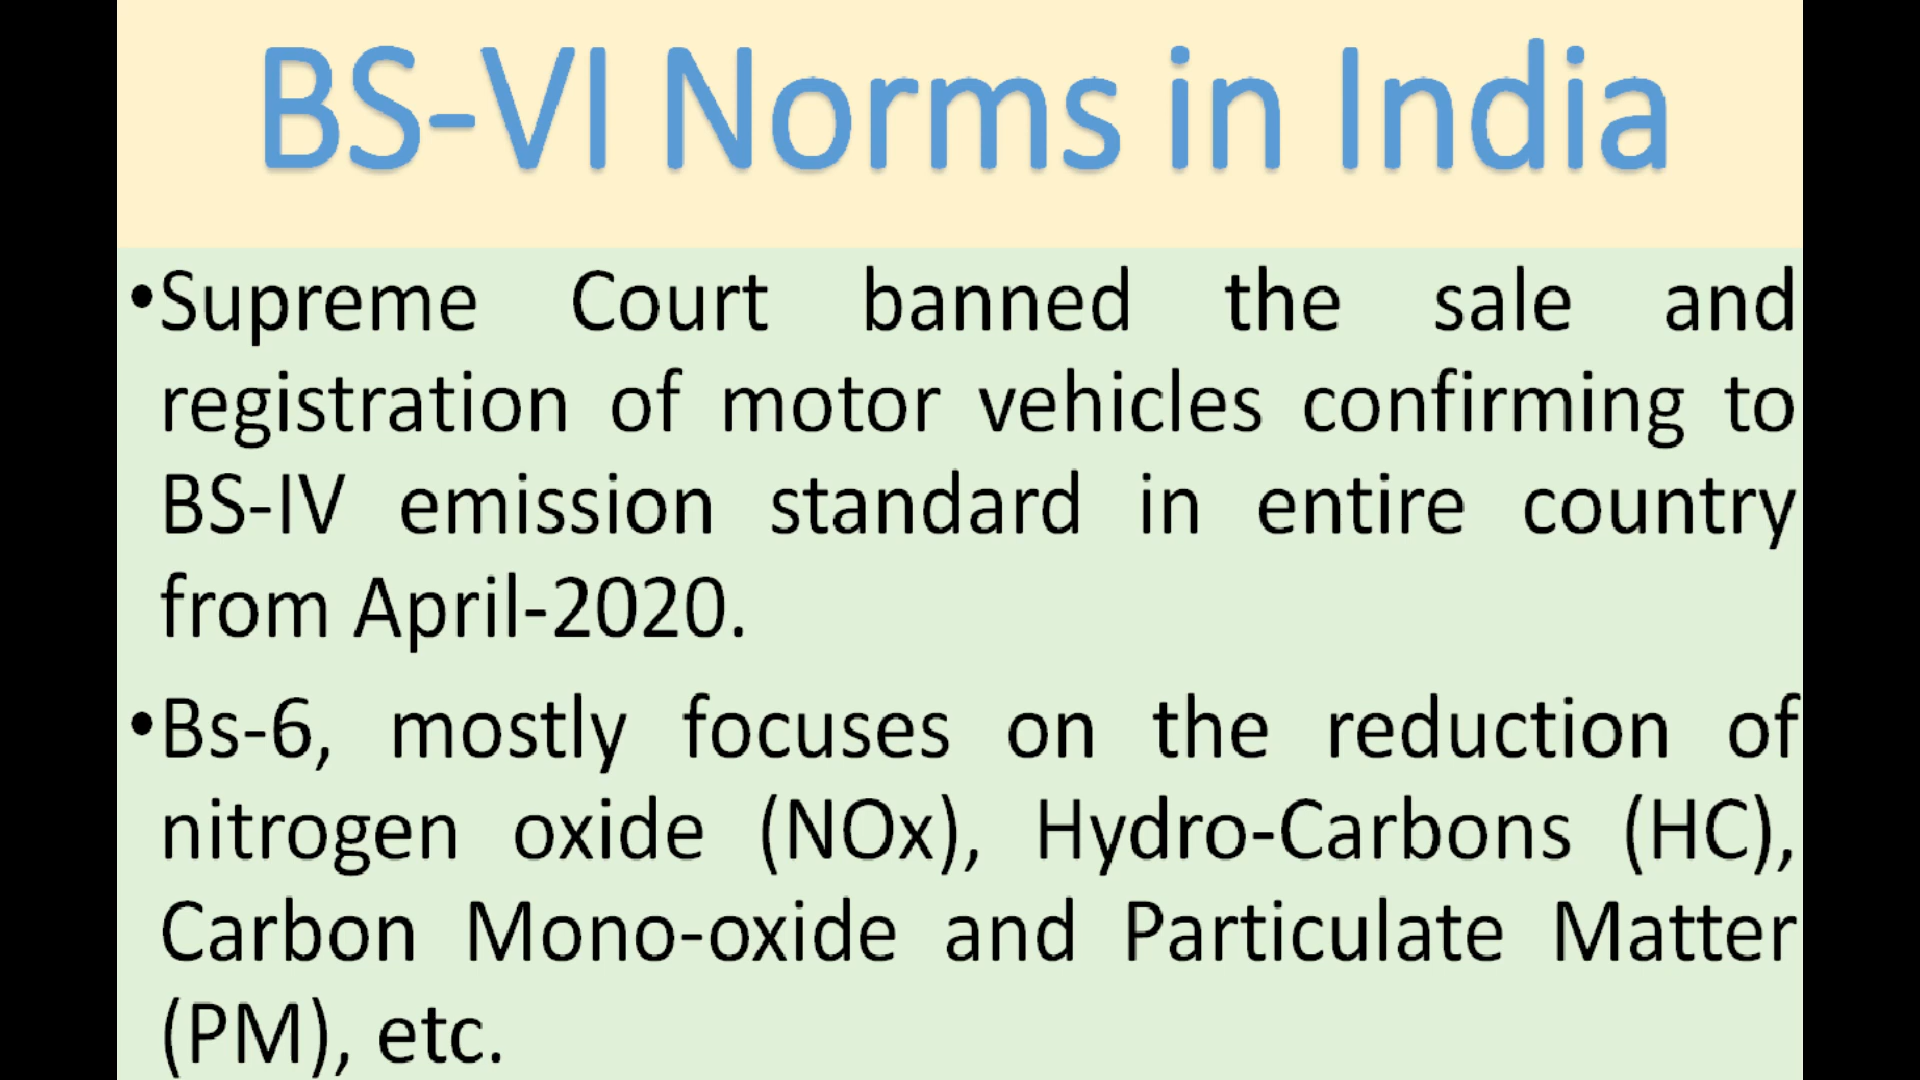 BS-VI Norms in India
•Supreme Court banned the sale and
registration of motor vehicles confirming to
BS-IV emission standard in entire country
from April-2020.
•Bs-6, mostly focuses on the reduction of
nitrogen oxide (NOx), Hydro-Carbons (HC),
Carbon Mono-oxide and Particulate Matter
(PM), etc.